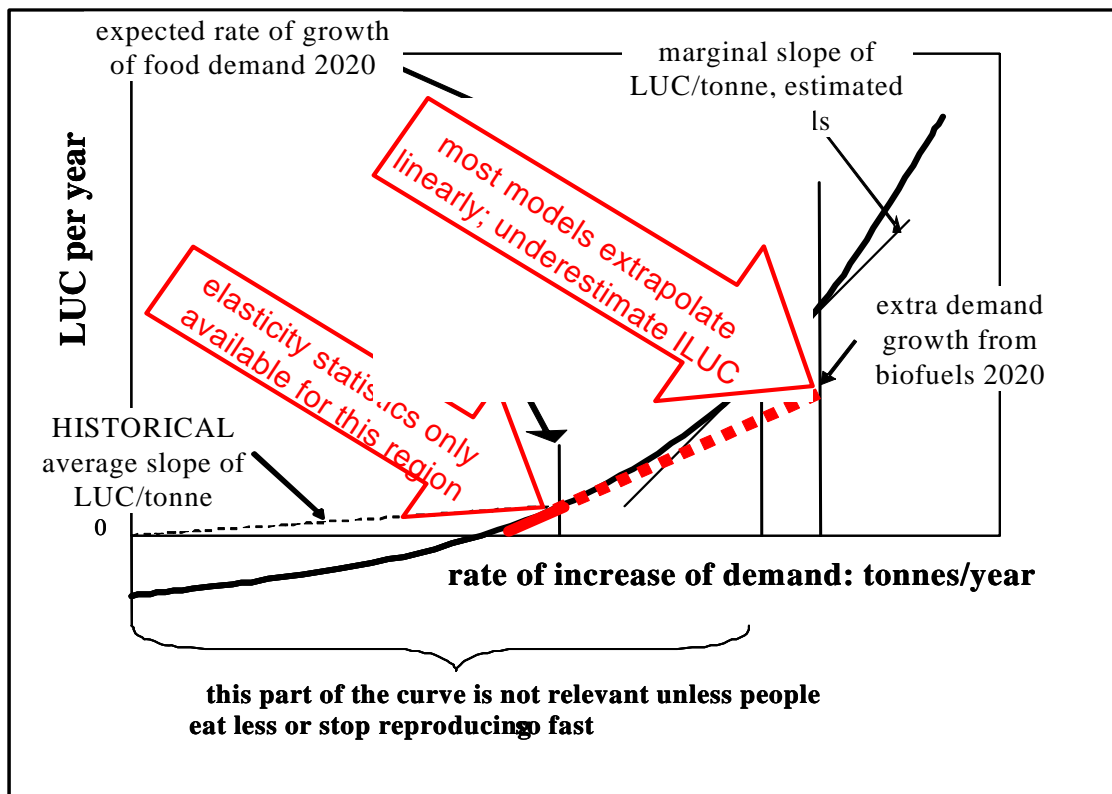 expected rate of growth
of food demand 2020
marginal slope of
LUC/tonne, estimated
ls
most models extrapolate
linearly; underestimate ILUC
LUC per year
elasticity statistics only
available for this region
extra demand
growth from
biofuels 2020
HISTORICAL
average slope of
LUC/tonne
0
rate of increase of demand: tonnes/year
this part of the curve is not relevant unless people
eat less or stop reproducing so fast